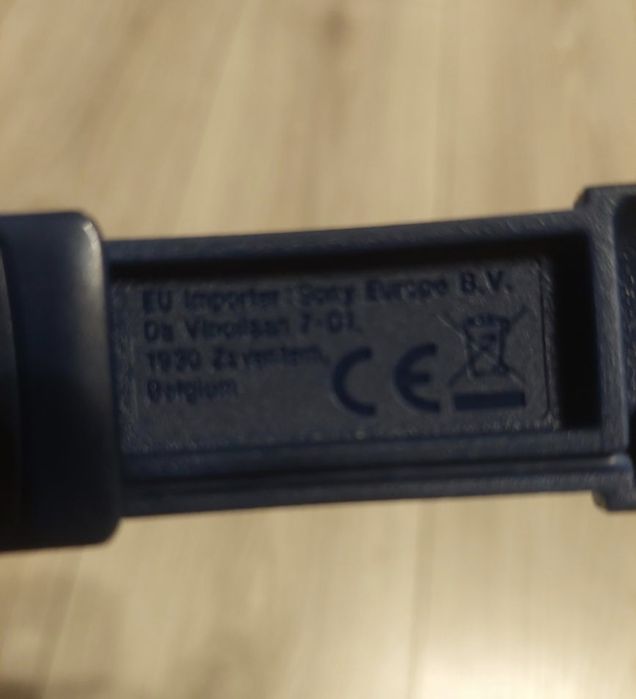 EU Importer: Sony Europe B.V.
Da Vincilaan 7-D1,
1930 Zaventem,
Belgium
CE